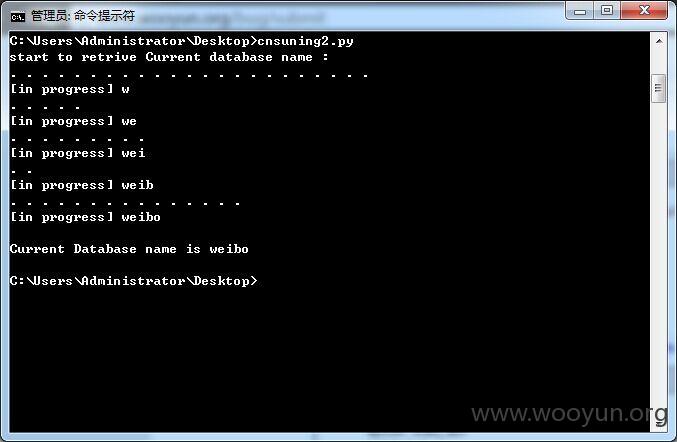 管理员: 命令提示符
C:\Users\Administrator\Desktop>cnsuning2.py
start to retrive Current database name :
. . . . . . . . . . . . . . . . . . . . . . .
[in progress] w
. . . . .
[in progress] we
. . . . . . . . .
[in progress] wei
. .
[in progress] weib
. . . . . . . . . . . . . . .
[in progress] weibo
Current Database name is weibo
C:\Users\Administrator\Desktop>
www.wooyun.org